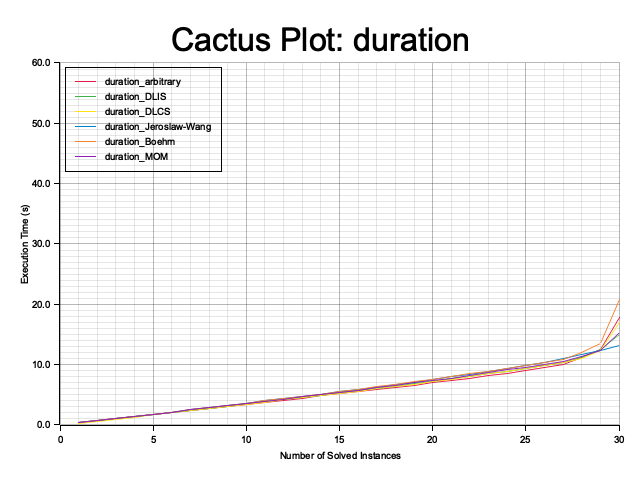 Cactus Plot: duration
60.0
50.0
40.0
30.0
20.0
10.0
0.0
Execution Time (s)
duration_arbitrary
duration_DLIS
duration_DLCS
duration_Jeroslaw-Wang
duration_Boehm
duration_MOM
0 5 10 15 20 25 30
Number of Solved Instances